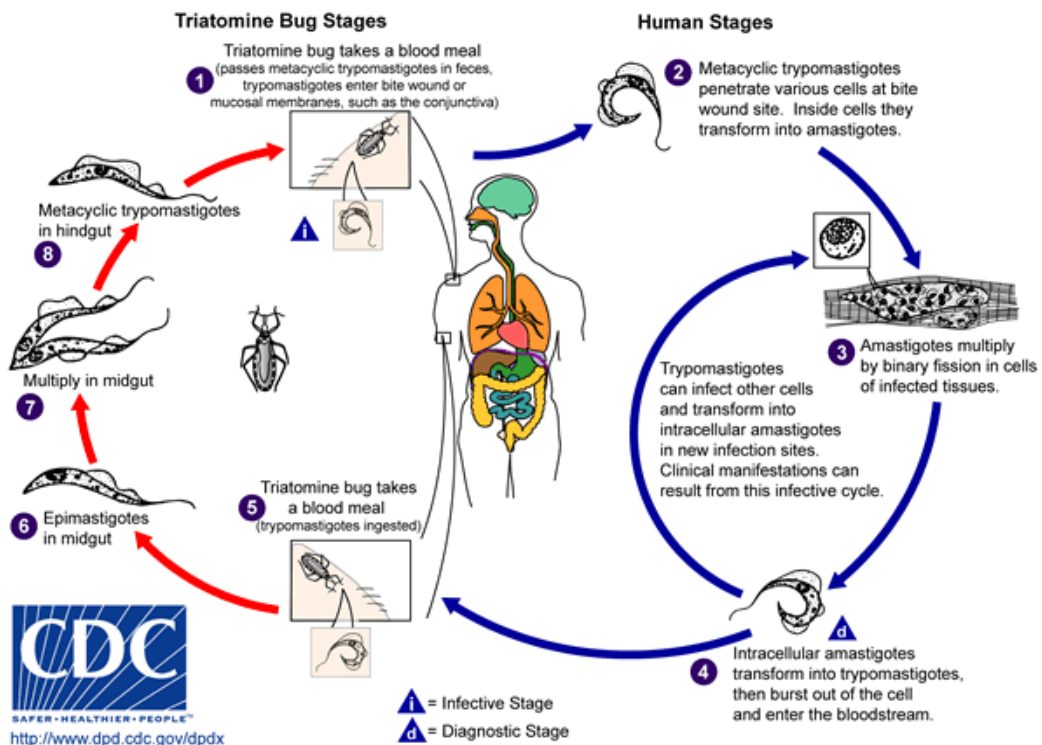 Triatomine Bug Stages
Human Stages
1
Triatomine bug takes a blood meal
(passes metacyclic trypomastigotes in feces,
trypomastigotes enter bite wound or
mucosal membranes, such as the conjunctiva)
i
2
Metacyclic trypomastigotes
penetrate various cells at bite
wound site. Inside cells they
transform into amastigotes.
3
Amastigotes multiply
by binary fission in cells
of infected tissues.
Trypomastigotes
can infect other cells
and transform into
intracellular amastigotes
in new infection sites.
Clinical manifestations can
result from this infective cycle.
d
4
Intracellular amastigotes
transform into trypomastigotes,
then burst out of the cell
and enter the bloodstream.
5
Triatomine bug takes
a blood meal
(trypomastigotes ingested)
6
Epimastigotes
in midgut
Multiply in midgut
7
Metacyclic trypomastigotes
in hindgut
8
CDC
SAFER•HEALTHIER•PEOPLE™
http://www.dpd.cdc.gov/dpdx
i = Infective Stage
d = Diagnostic Stage